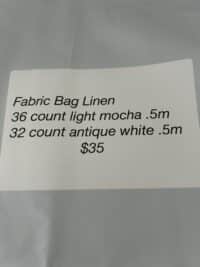 Fabric Bag Linen
36 count light mocha .5m
32 count antique white .5m
$35